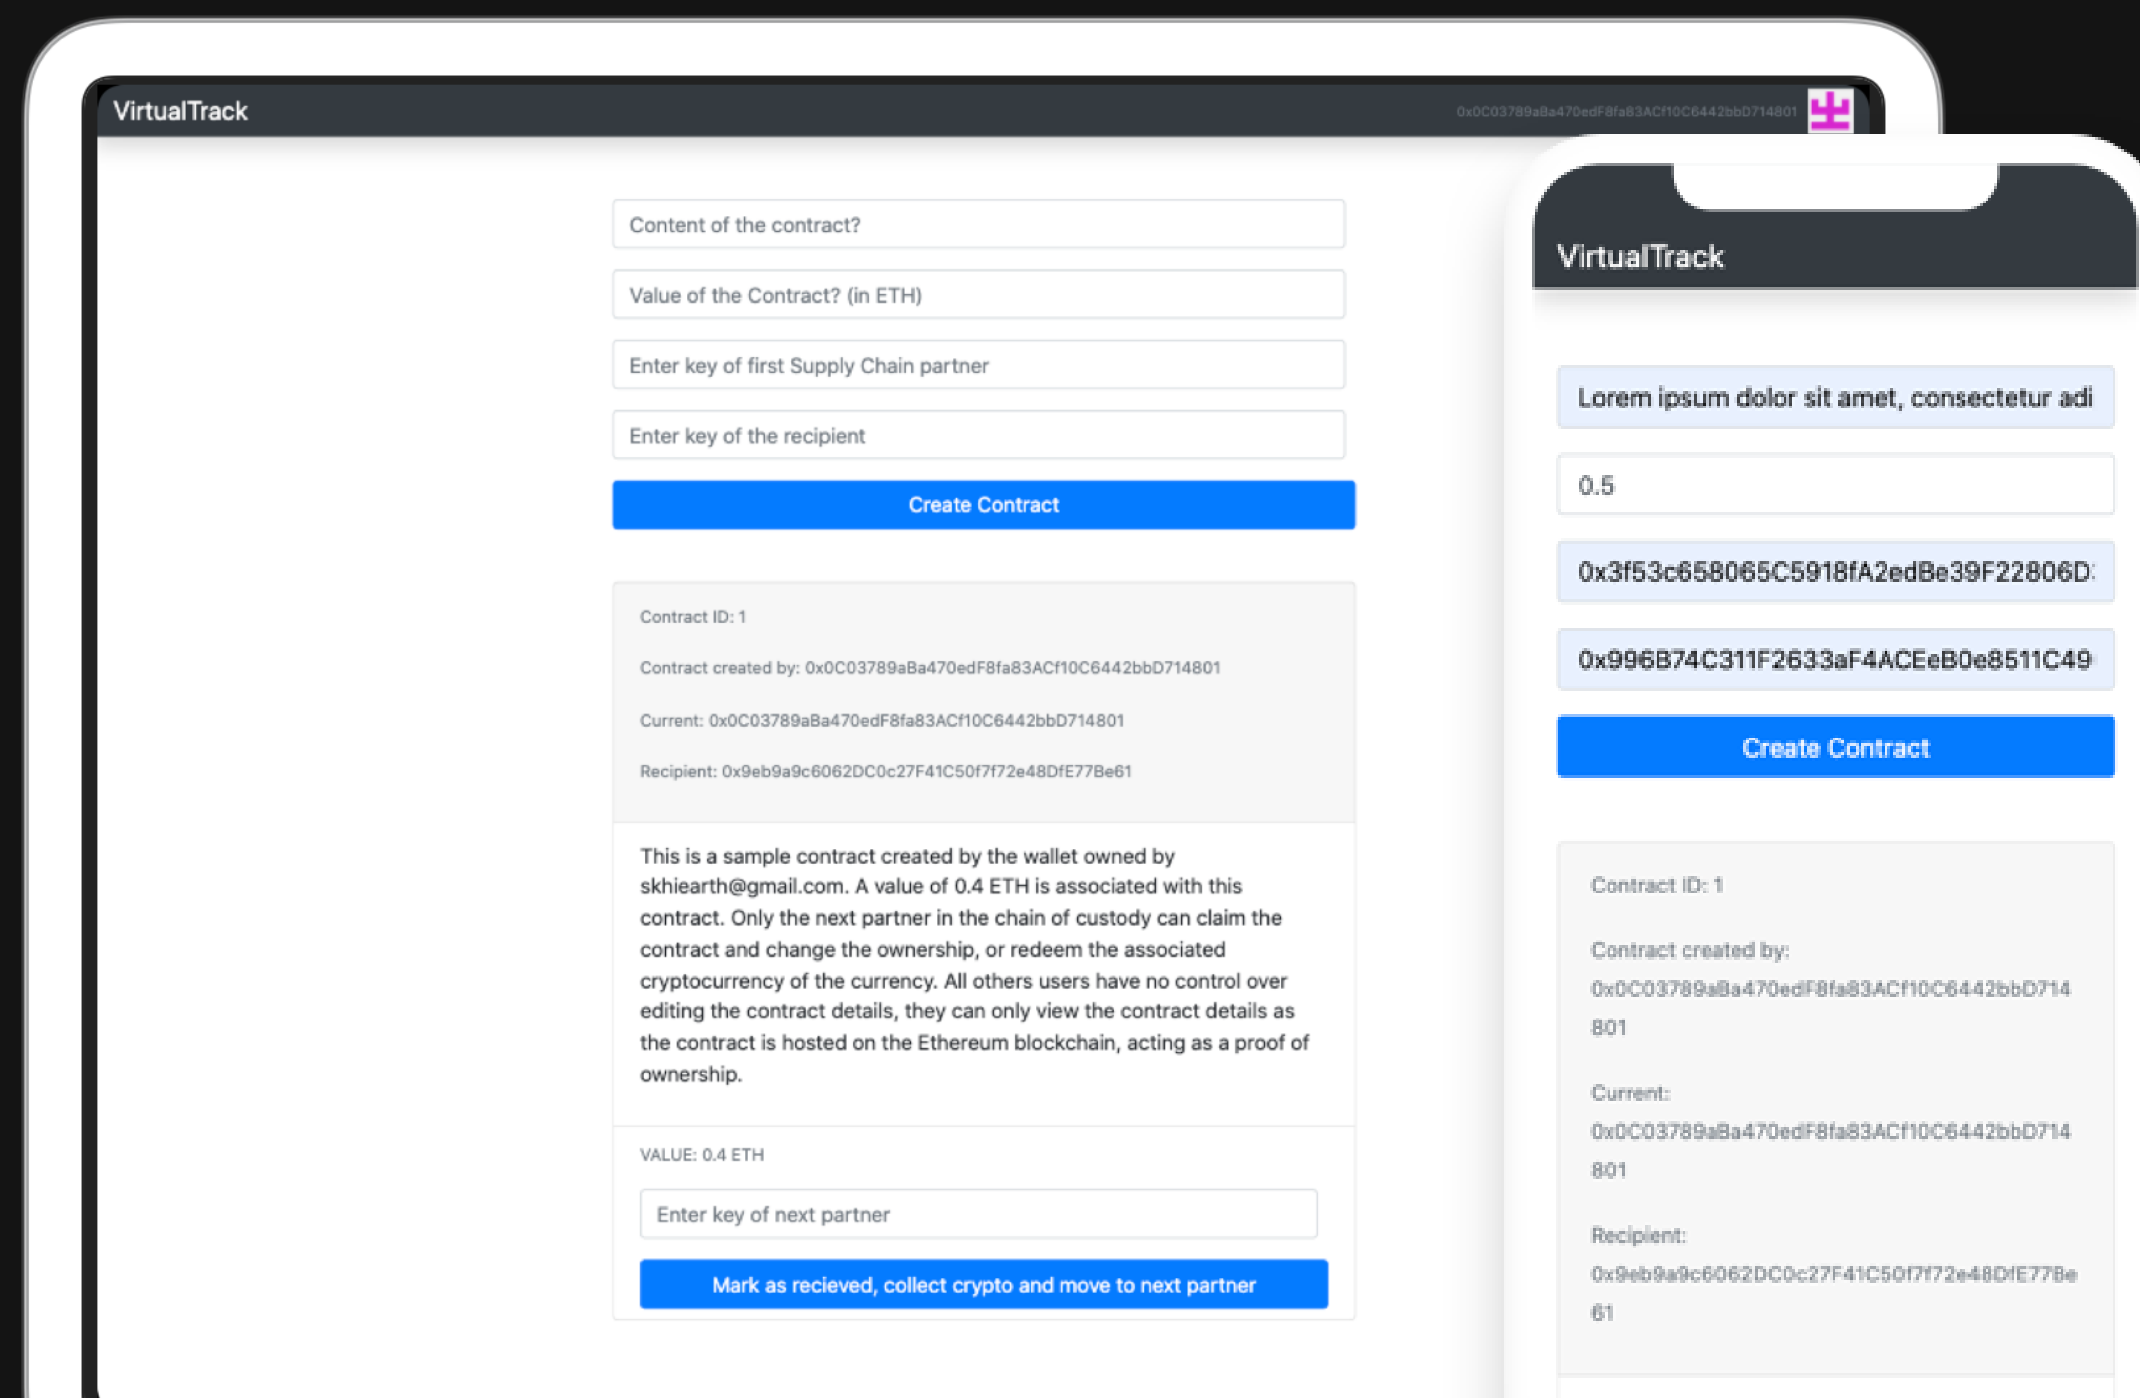 VirtualTrack
0x0C03789aBa470edF8fa83ACf10C6442bbD714801
Content of the contract?
Value of the Contract? (in ETH)
Enter key of first Supply Chain partner
Enter key of the recipient
Create Contract
Contract ID: 1
Contract created by: 0x0C03789aBa470edF8fa83ACf10C6442bbD714801
Current: 0x0C03789aBa470edF8fa83ACf10C6442bbD714801
Recipient: 0x9eb9a9c6062DC0c27F41C50f7f72e48DfE77Be61
This is a sample contract created by the wallet owned by
skhiearth@gmail.com. A value of 0.4 ETH is associated with this
contract. Only the next partner in the chain of custody can claim the
contract and change the ownership, or redeem the associated
cryptocurrency of the currency. All others users have no control over
editing the contract details, they can only view the contract details as
the contract is hosted on the Ethereum blockchain, acting as a proof of
ownership.
VALUE: 0.4 ETH
Enter key of next partner
Mark as recieved, collect crypto and move to next partner
VirtualTrack
Lorem ipsum dolor sit amet, consectetur adi
0.5
0x3f53c658065C5918fA2edBe39F22806D
0x996B74C311F2633aF4ACEeB0e8511C49
Create Contract
Contract ID: 1
Contract created by:
0x0C03789aBa470edF8fa83ACf10C6442bbD714
801
Current:
0x0C03789aBa470edF8fa83ACf10C6442bbD714
801
Recipient:
0x9eb9a9c6062DC0c27F41C50f7f72e48DfE77Be
61